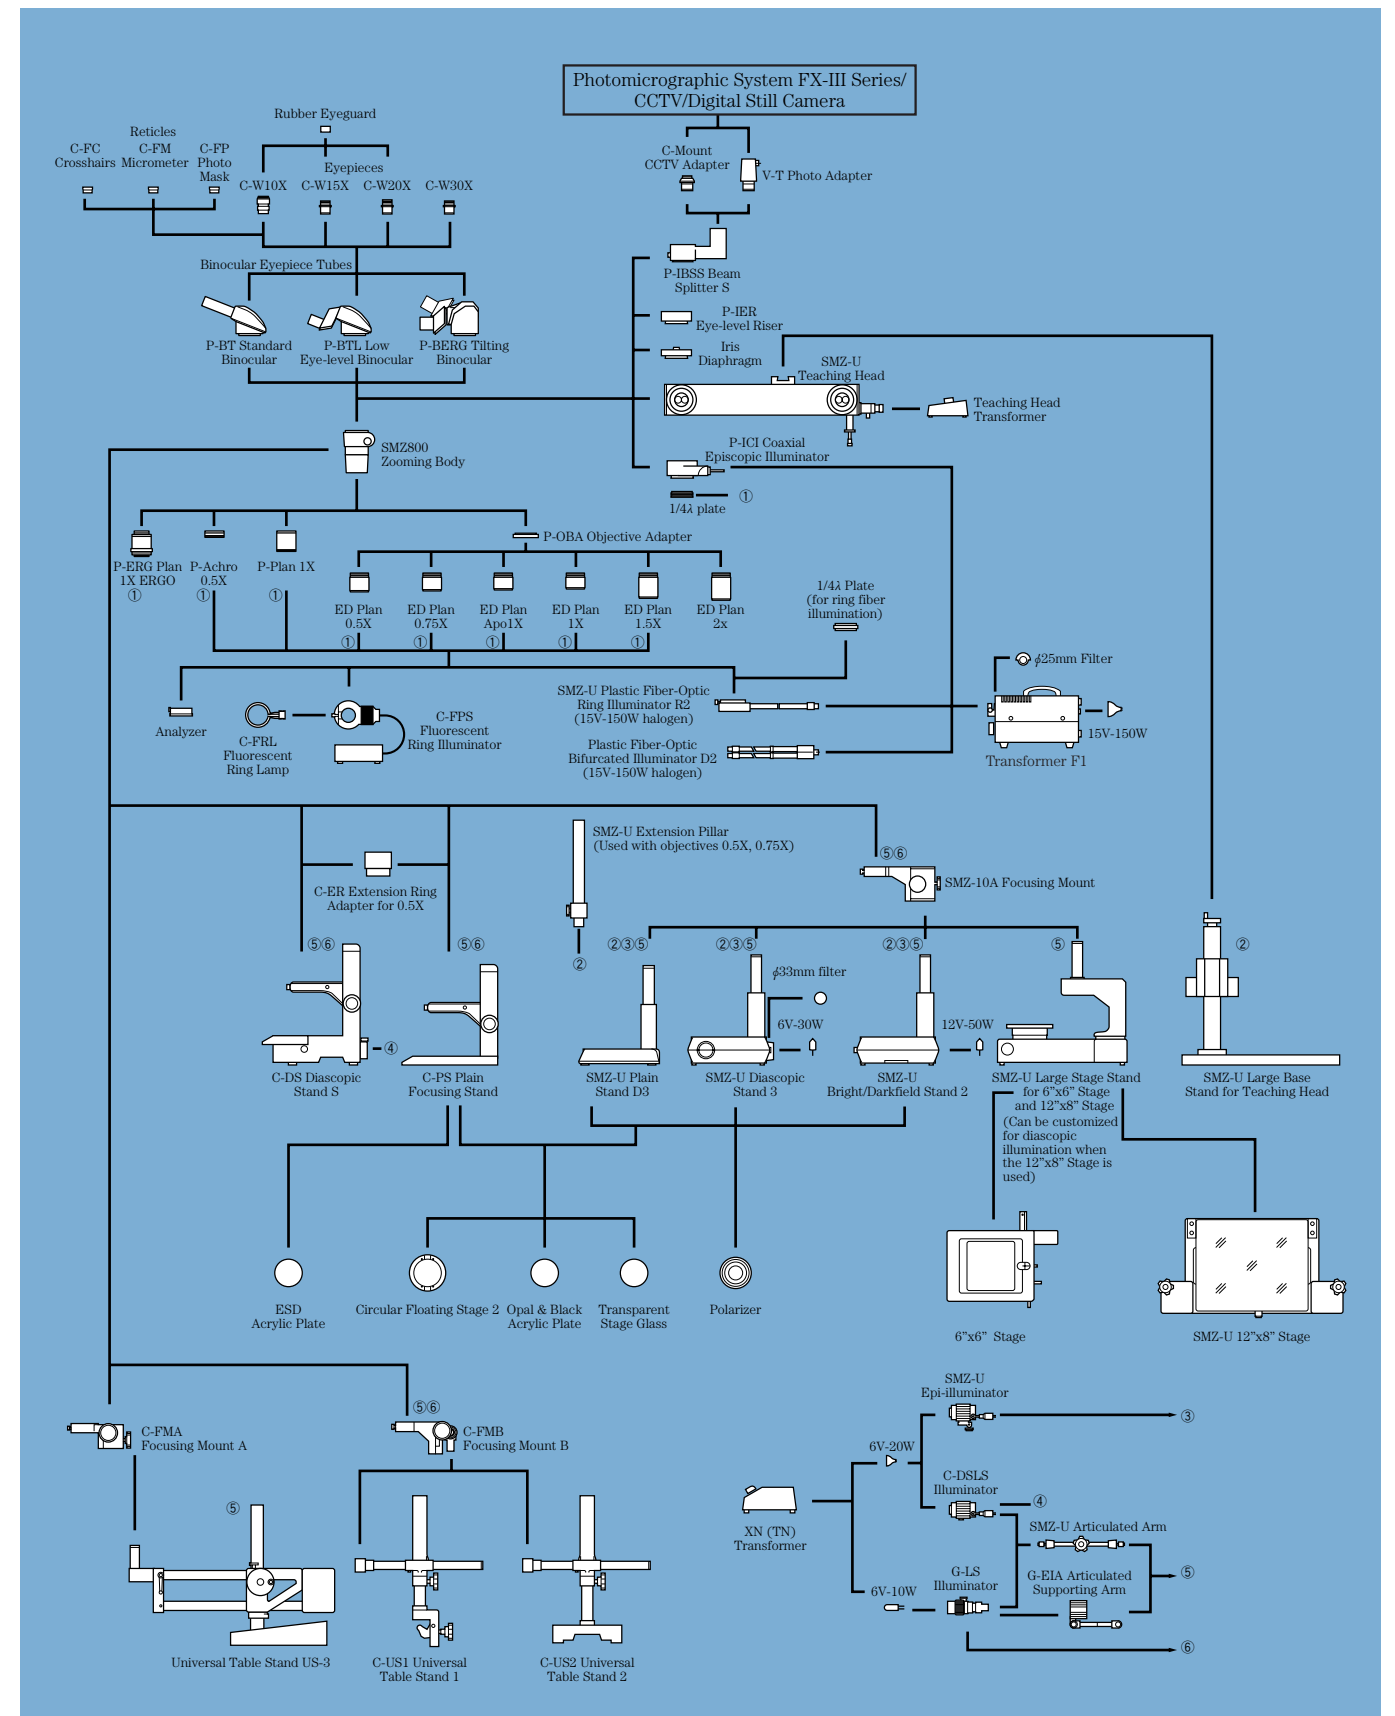 Photomicrographic System FX-III Series/
CCTV/Digital Still Camera
Rubber Eyeguard
Reticles
C-FC
Crosshairs
C-FM
Micrometer
C-FP
Photo
Mask
Eyepieces
C-W10X
C-W15X
C-W20X
C-W30X
C-Mount
CCTV Adapter
V-T Photo Adapter
Binocular Eyepiece Tubes
P-IBSS Beam
Splitter S
P-BT Standard
Binocular
P-BTL Low
Eye-level Binocular
P-BERG Tilting
Binocular
P-IER
Eye-level Riser
Iris
Diaphragm
SMZ-U
Teaching Head
Teaching Head
Transformer
SMZ800
Zooming Body
P-ICI Coaxial
Episcopic Illuminator
①
1/4λ plate
P-OBA Objective Adapter
P-ERG Plan
1X ERGO
①
P-Achro
0.5X
①
P-Plan 1X
①
ED Plan
0.5X
①
ED Plan
0.75X
①
ED Plan
Apo1X
①
ED Plan
1X
①
ED Plan
1.5X
①
ED Plan
2x
1/4λ Plate
(for ring fiber
illumination)
ϕ25mm Filter
Analyzer
C-FRL
Fluorescent
Ring Lamp
C-FPS
Fluorescent
Ring Illuminator
SMZ-U Plastic Fiber-Optic
Ring Illuminator R2
(15V-150W halogen)
Plastic Fiber-Optic
Bifurcated Illuminator D2
(15V-150W halogen)
15V-150W
Transformer F1
SMZ-U Extension Pillar
(Used with objectives 0.5X, 0.75X)
②
C-ER Extension Ring
Adapter for 0.5X
⑤⑥
SMZ-10A Focusing Mount
⑤⑥
⑤⑥
②③⑤
②③⑤
②③⑤
⑤
②
ϕ33mm filter
6V-30W
12V-50W
④
C-DS Diascopic
Stand S
C-PS Plain
Focusing Stand
SMZ-U Plain
Stand D3
SMZ-U Diascopic
Stand 3
SMZ-U
Bright/Darkfield Stand 2
SMZ-U Large Stage Stand
for 6"x6" Stage
and 12"x8" Stage
(Can be customized
for diascopic
illumination when
the 12"x8" Stage is
used)
SMZ-U Large Base
Stand for Teaching Head
ESD
Acrylic Plate
Circular Floating Stage 2
Opal & Black
Acrylic Plate
Transparent
Stage Glass
Polarizer
6"x6" Stage
SMZ-U 12"x8" Stage
C-FMA
Focusing Mount A
⑤⑥
C-FMB
Focusing Mount B
⑤
Universal Table Stand US-3
C-US1 Universal
Table Stand 1
C-US2 Universal
Table Stand 2
SMZ-U
Epi-illuminator
③
6V-20W
C-DSLS
Illuminator
④
XN (TN)
Transformer
SMZ-U Articulated Arm
6V-10W
G-LS
Illuminator
G-EIA Articulated
Supporting Arm
⑤
⑥